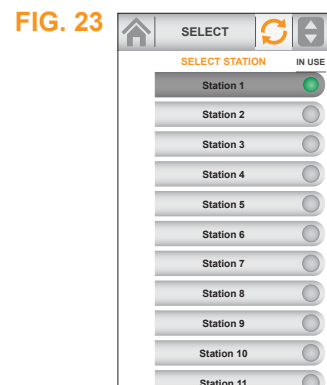 FIG. 23
SELECT
SELECT STATION IN USE
Station 1
Station 2
Station 3
Station 4
Station 5
Station 6
Station 7
Station 8
Station 9
Station 10
Station 11